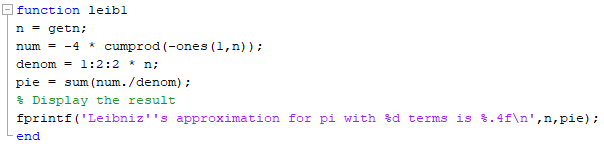 function leib1
n = getn;
num = -4 * cumprod(-ones(1,n));
denom = 1:2:2 * n;
pie = sum(num./denom);
% Display the result
fprintf('Leibniz''s approximation for pi with %d terms is %.4f\n',n,pie);
end